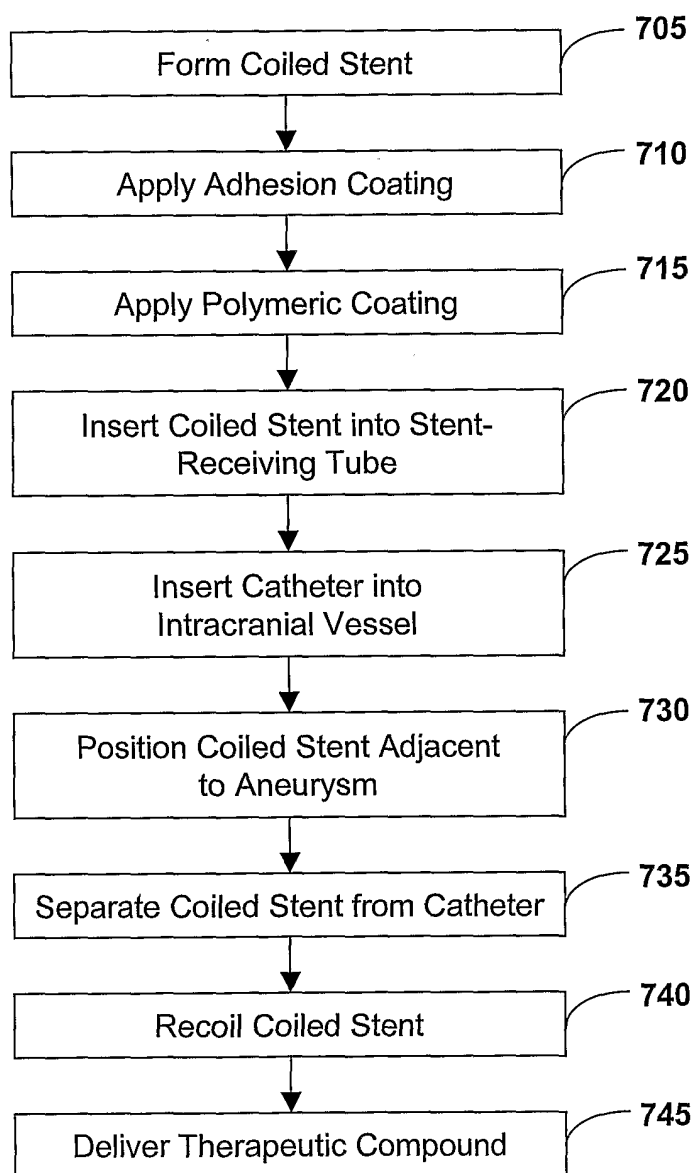 705
Form Coiled Stent
710
Apply Adhesion Coating
715
Apply Polymeric Coating
720
Insert Coiled Stent into Stent-
Receiving Tube
725
Insert Catheter into
Intracranial Vessel
730
Position Coiled Stent Adjacent
to Aneurysm
735
Separate Coiled Stent from Catheter
740
Recoil Coiled Stent
745
Deliver Therapeutic Compound